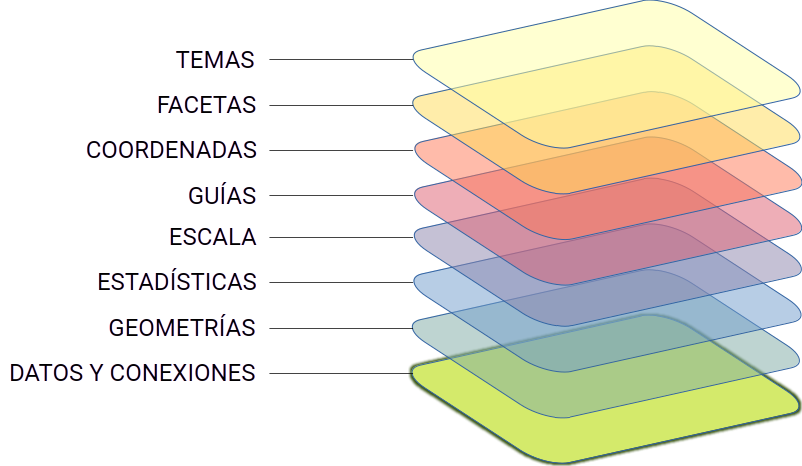 TEMAS
FACETAS
COORDENADAS
GUÍAS
ESCALA
ESTADÍSTICAS
GEOMETRÍAS
DATOS Y CONEXIONES